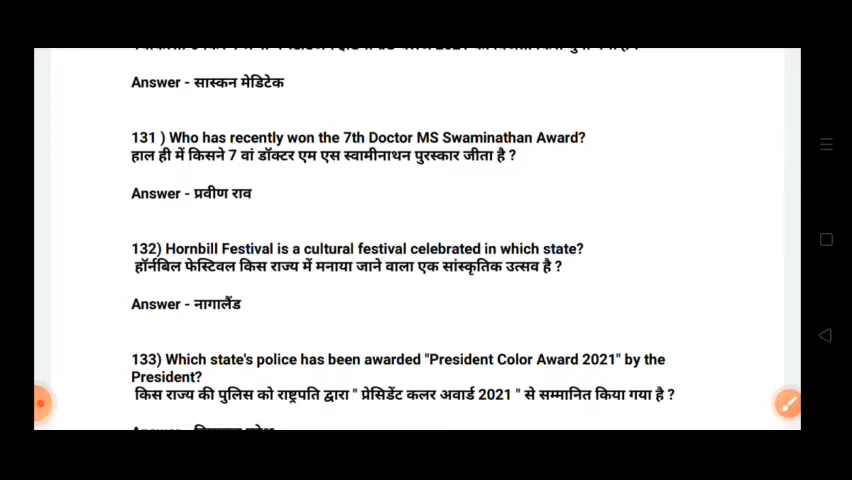 Answer - सास्कन मेडिटेक
131 ) Who has recently won the 7th Doctor MS Swaminathan Award?
हाल ही में किसने 7 वां डॉक्टर एम एस स्वामीनाथन पुरस्कार जीता है ?
Answer - प्रवीण राव
132) Hornbill Festival is a cultural festival celebrated in which state?
हॉर्नबिल फेस्टिवल किस राज्य में मनाया जाने वाला एक सांस्कृतिक उत्सव है ?
Answer - नागालैंड
133) Which state's police has been awarded "President Color Award 2021" by the
President?
किस राज्य की पुलिस को राष्ट्रपति द्वारा " प्रेसिडेंट कलर अवार्ड 2021 " से सम्मानित किया गया है ?